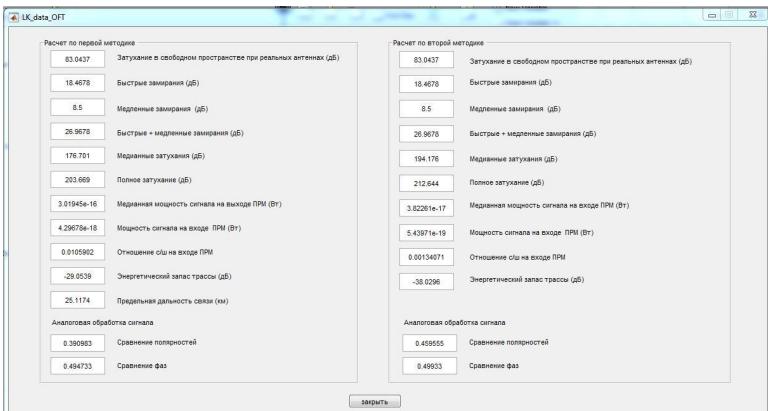 LK_data_OFT
Расчет по первой методике
83.0437 Затухание в свободном пространстве при реальных антеннах (дБ)
18.4678 Быстрые замирания (дБ)
8.5 Медленные замирания (дБ)
26.9678 Быстрые + медленные замирания (дБ)
176.701 Медианные затухания (дБ)
203.669 Полное затухание (дБ)
3.01945e-16 Медианная мощность сигнала на выходе ПРМ (Вт)
4.29678e-18 Мощность сигнала на входе ПРМ (Вт)
0.0105902 Отношение с/ш на входе ПРМ
-29.0539 Энергетический запас трассы (дБ)
25.1174 Предельная дальность связи (км)
Аналоговая обработка сигнала
0.390983 Сравнение полярностей
0.494733 Сравнение фаз
Расчет по второй методике
83.0437 Затухание в свободном пространстве при реальных антеннах (дБ)
18.4678 Быстрые замирания (дБ)
8.5 Медленные замирания (дБ)
26.9678 Быстрые + медленные замирания (дБ)
194.176 Медианные затухания (дБ)
212.644 Полное затухание (дБ)
3.82261e-17 Медианная мощность сигнала на входе ПРМ (Вт)
5.43971e-19 Мощность сигнала на входе ПРМ (Вт)
0.00134071 Отношение с/ш на входе ПРМ
-38.0296 Энергетический запас трассы (дБ)
Аналоговая обработка сигнала
0.459555 Сравнение полярностей
0.49933 Сравнение фаз
закрыть